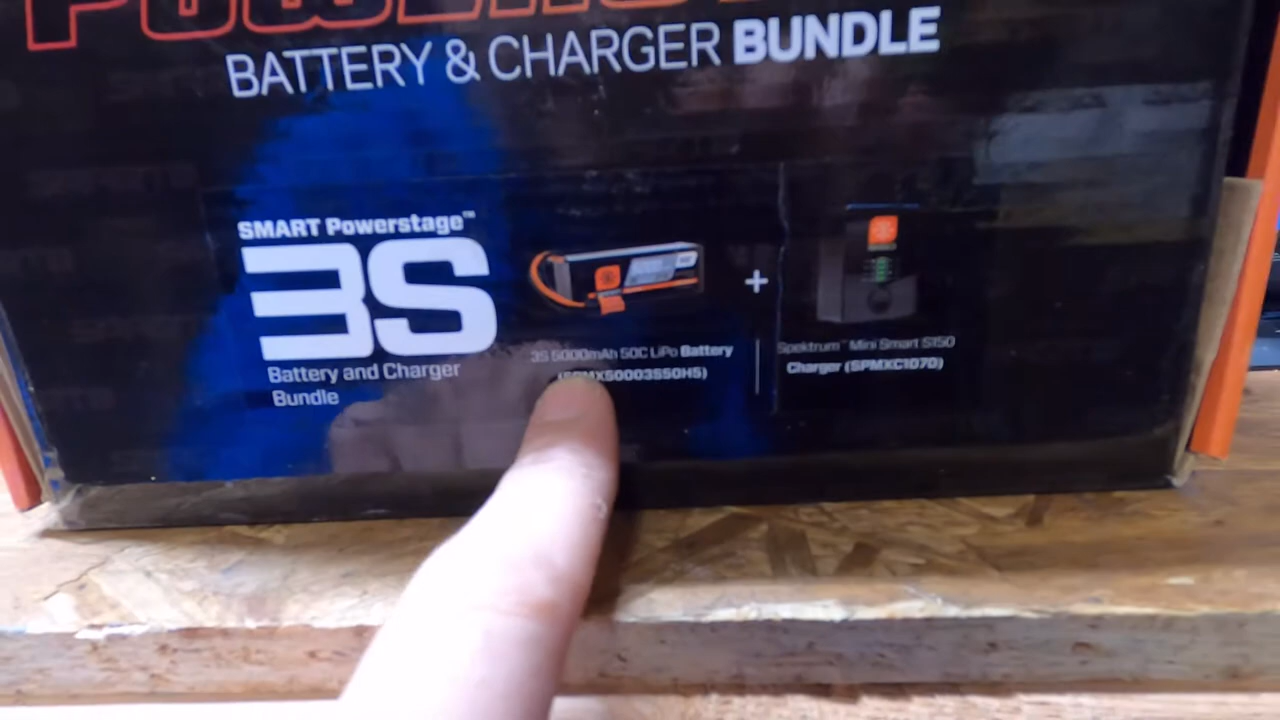 BATTERY & CHARGER BUNDLE
SMART Powerstage™
3S
Battery and Charger
Bundle
3S 5000mAh 50C LiPo Battery
(SPMX50003S50H5)
+
Spektrum™ Mini Smart S150
Charger (SPMXC1070)